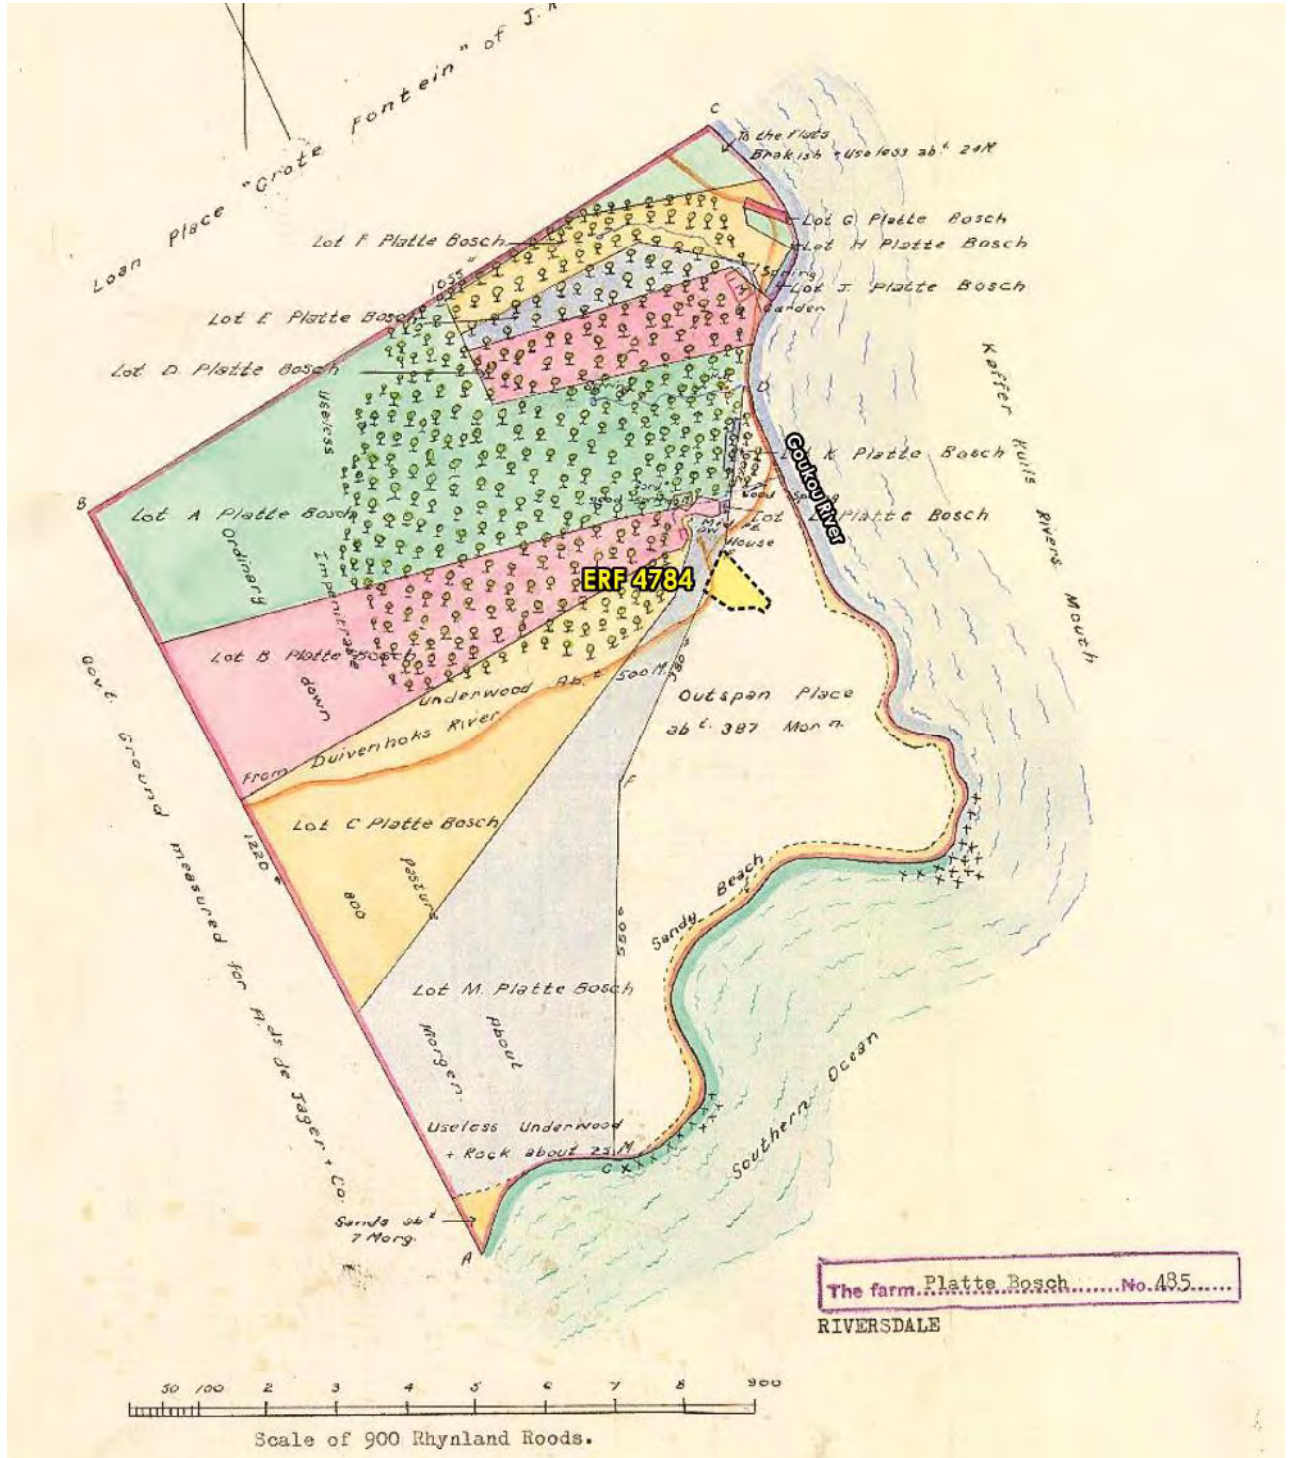 Loan Place "Grote Fontein" of J.
C
To the Flats
Brakish + Useless ab.t 24M
Lot G Platte Bosch
Lot H Platte Bosch
Lot F Platte Bosch
Spring
Lot J. Platte Bosch
1055
Garden
Lot E Platte Bosch
Lot D. Platte Bosch
D
Useless
Kaffer Kuils Rivers Mouth
Goukou River
K Platte Bosch
B
Lot A Platte Bosch
Lot L Platte Bosch
Ordinary
Impenitrable
House
ERF 4784
Lot B Platte Bosch
down
Underwood Ab.t 500 M.
780
Outspan Place
ab t. 387 Mor n.
From Duivenhoks River
F
Lot C Platte Bosch
1220
Govt. Ground measured for A.ds de Jager + Co.
800
Pasture
Sandy Beach
550
Lot M. Platte Bosch
About
Morgen.
Southern Ocean
Useless Underwood
+ Rock about 25 M
G
Sands ab t
7 Morg.
A
The farm Platte Bosch No. 485
RIVERSDALE
50 100 2 3 4 5 6 7 8 900
Scale of 900 Rhynland Roods.